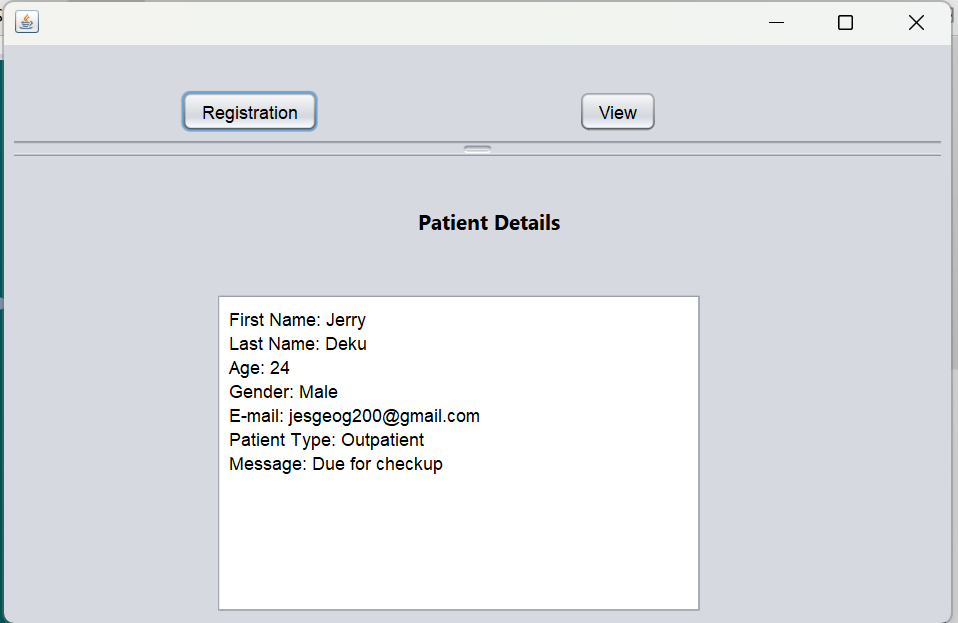 Registration
View
Patient Details
First Name: Jerry
Last Name: Deku
Age: 24
Gender: Male
E-mail: jesgeog200@gmail.com
Patient Type: Outpatient
Message: Due for checkup